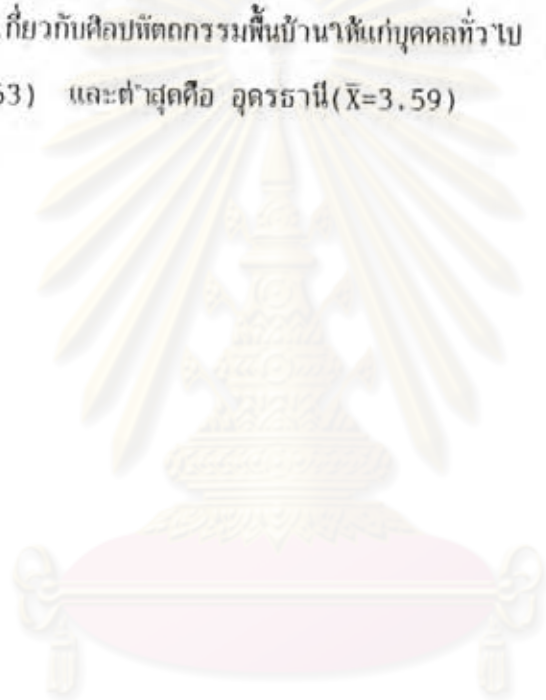 กี่ยวกับศิลปหัตถกรรมพื้นบ้านให้แก่บุคคลทั่วไป
53) และต่ำสุดคือ อุดรธานี(X̄=3.59)